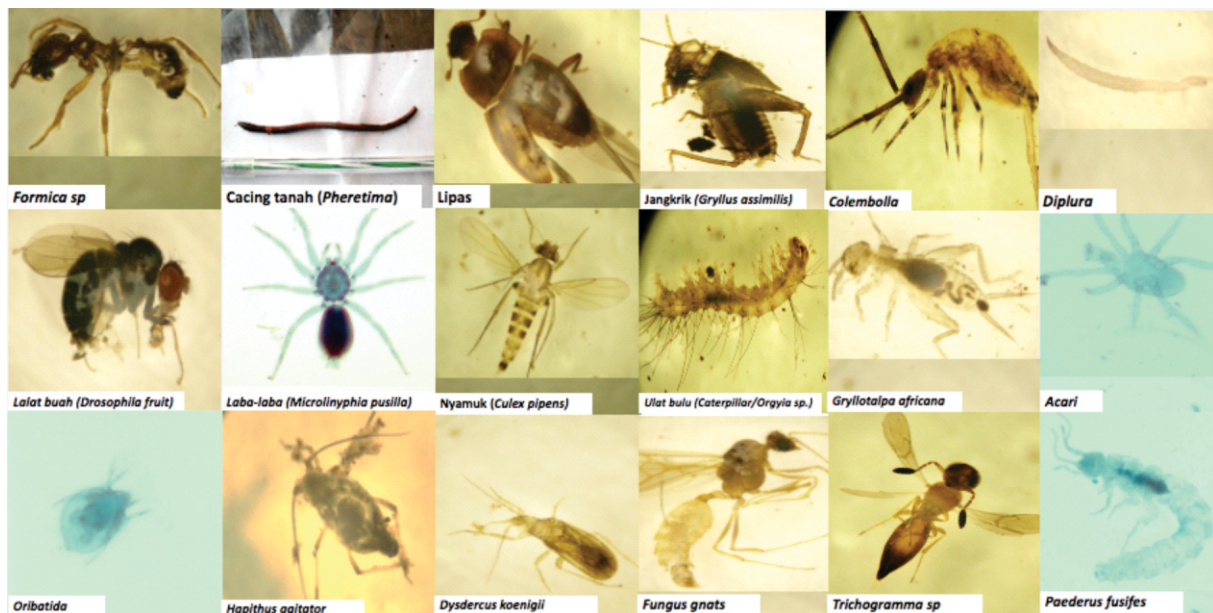 Formica sp
Cacing tanah (Pheretima)
Lipas
Jangkrik (Gryllus assimilis)
Colembolla
Diplura
Lalat buah (Drosophila fruit)
Laba-laba (Microlinyphia pusilla)
Nyamuk (Culex pipens)
Ulat bulu (Caterpillar/Orgyia sp.)
Gryllotalpa africana
Acari
Oribatida
Hapithus agitator
Dysdercus koenigii
Fungus gnats
Trichogramma sp
Paederus fusifes